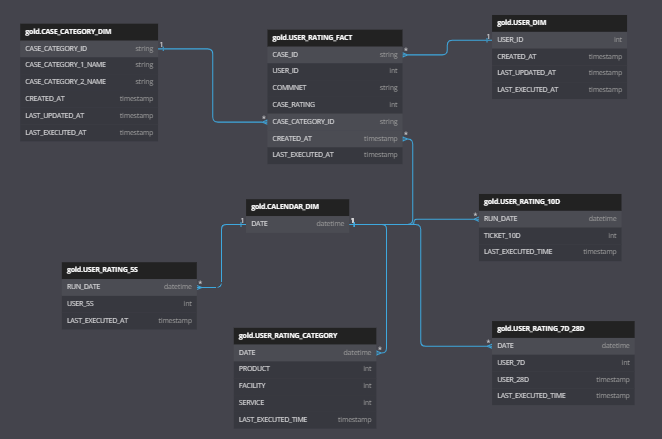 gold.CASE_CATEGORY_DIM
CASE_CATEGORY_ID string
CASE_CATEGORY_1_NAME string
CASE_CATEGORY_2_NAME string
CREATED_AT timestamp
LAST_UPDATED_AT timestamp
LAST_EXECUTED_AT timestamp
gold.USER_RATING_FACT
CASE_ID string
USER_ID int
COMMNET string
CASE_RATING int
CASE_CATEGORY_ID string
CREATED_AT timestamp
LAST_EXECUTED_AT timestamp
gold.USER_DIM
USER_ID int
CREATED_AT timestamp
LAST_UPDATED_AT timestamp
LAST_EXECUTED_AT timestamp
1
*
*
1
*
gold.CALENDAR_DIM
DATE datetime
1
1
gold.USER_RATING_10D
RUN_DATE datetime
TICKET_10D int
LAST_EXECUTED_TIME timestamp
*
gold.USER_RATING_SS
RUN_DATE datetime
USER_SS int
LAST_EXECUTED_AT timestamp
*
gold.USER_RATING_CATEGORY
DATE datetime
PRODUCT int
FACILITY int
SERVICE int
LAST_EXECUTED_TIME timestamp
*
gold.USER_RATING_7D_28D
DATE datetime
USER_7D int
USER_28D timestamp
LAST_EXECUTED_TIME timestamp
*